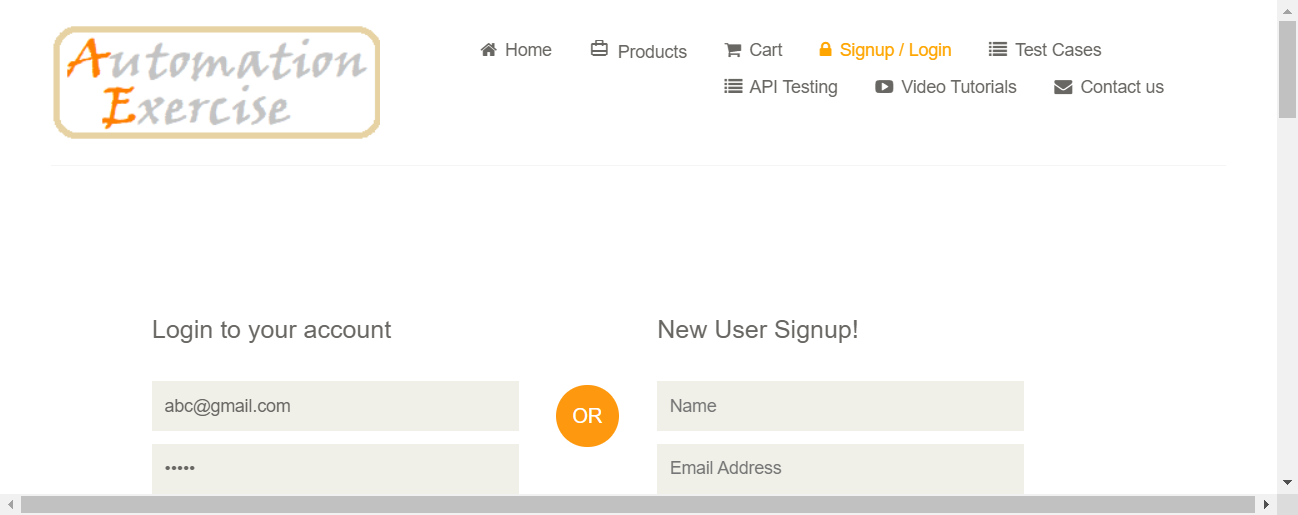 Automation
Exercise
Home Products Cart Signup / Login Test Cases
API Testing Video Tutorials Contact us
Login to your account
New User Signup!
abc@gmail.com
OR
Name
•••••
Email Address